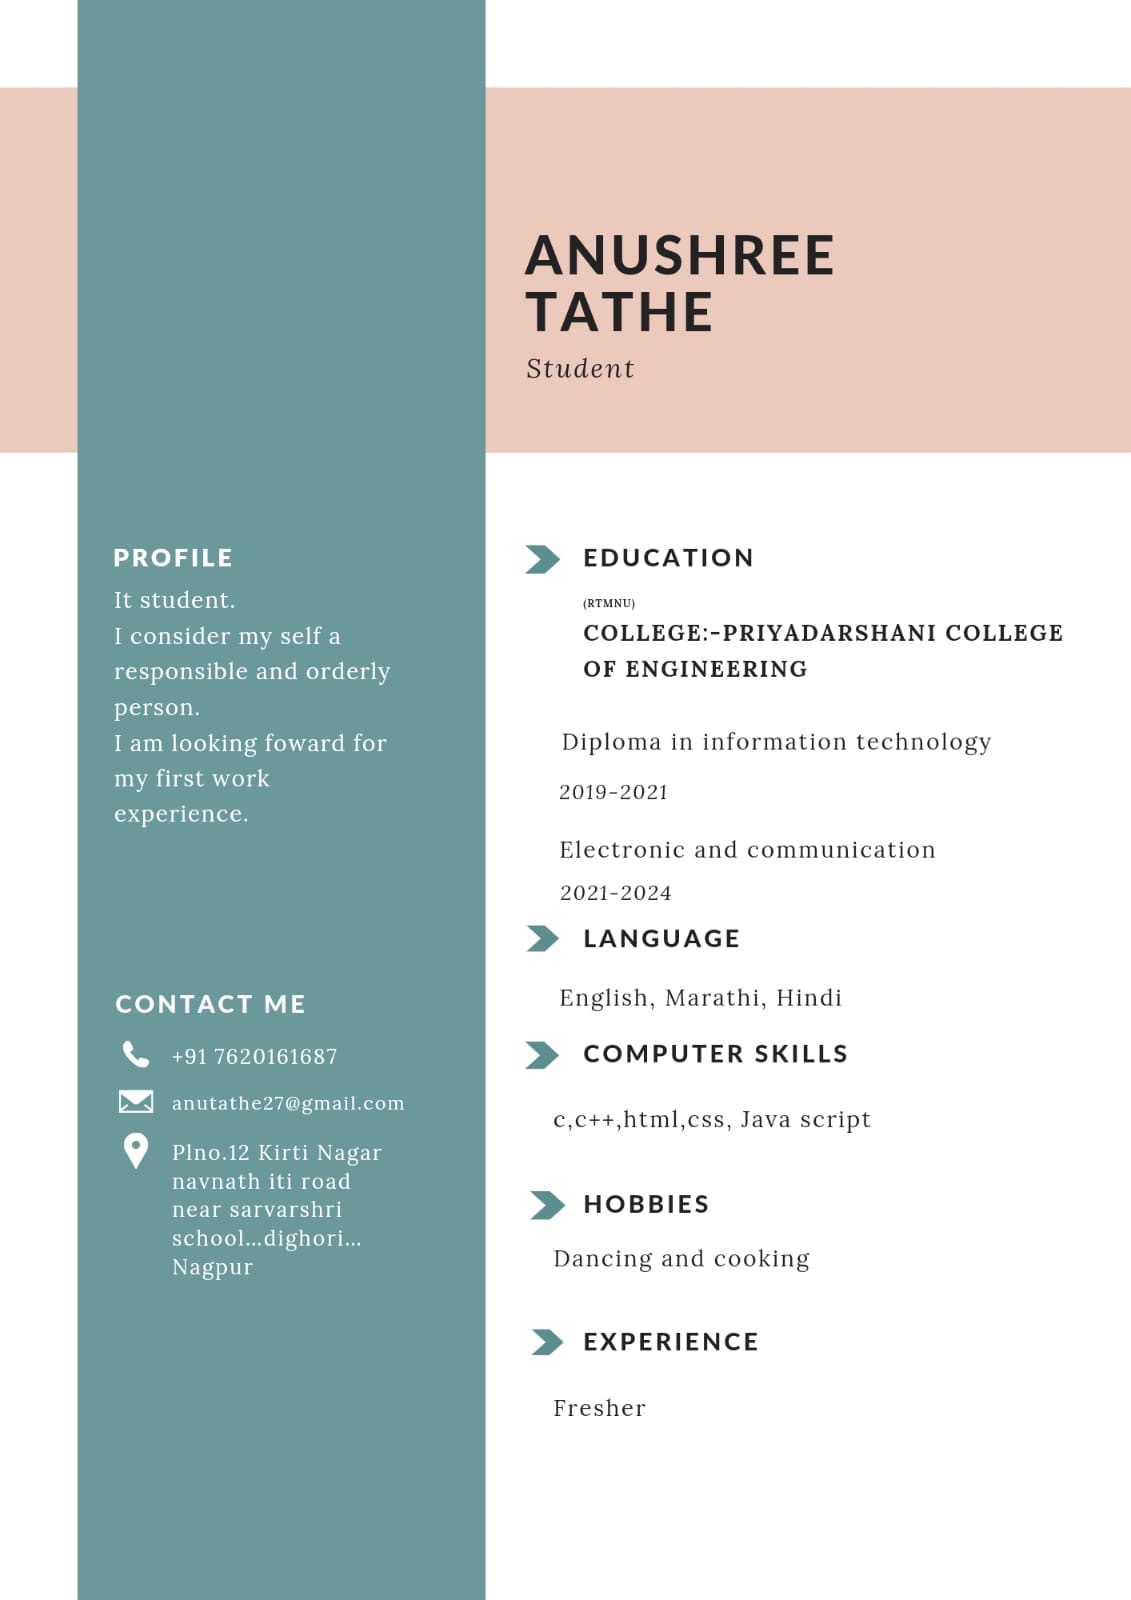 ANUSHREE
TATHE
Student
PROFILE
It student.
I consider my self a
responsible and orderly
person.
I am looking foward for
my first work
experience.
CONTACT ME
+91 7620161687
anutathe27@gmail.com
Plno.12 Kirti Nagar
navnath iti road
near sarvarshri
school...dighori...
Nagpur
EDUCATION
(RTMNU)
COLLEGE:-PRIYADARSHANI COLLEGE
OF ENGINEERING
Diploma in information technology
2019-2021
Electronic and communication
2021-2024
LANGUAGE
English, Marathi, Hindi
COMPUTER SKILLS
c,c++,html,css, Java script
HOBBIES
Dancing and cooking
EXPERIENCE
Fresher